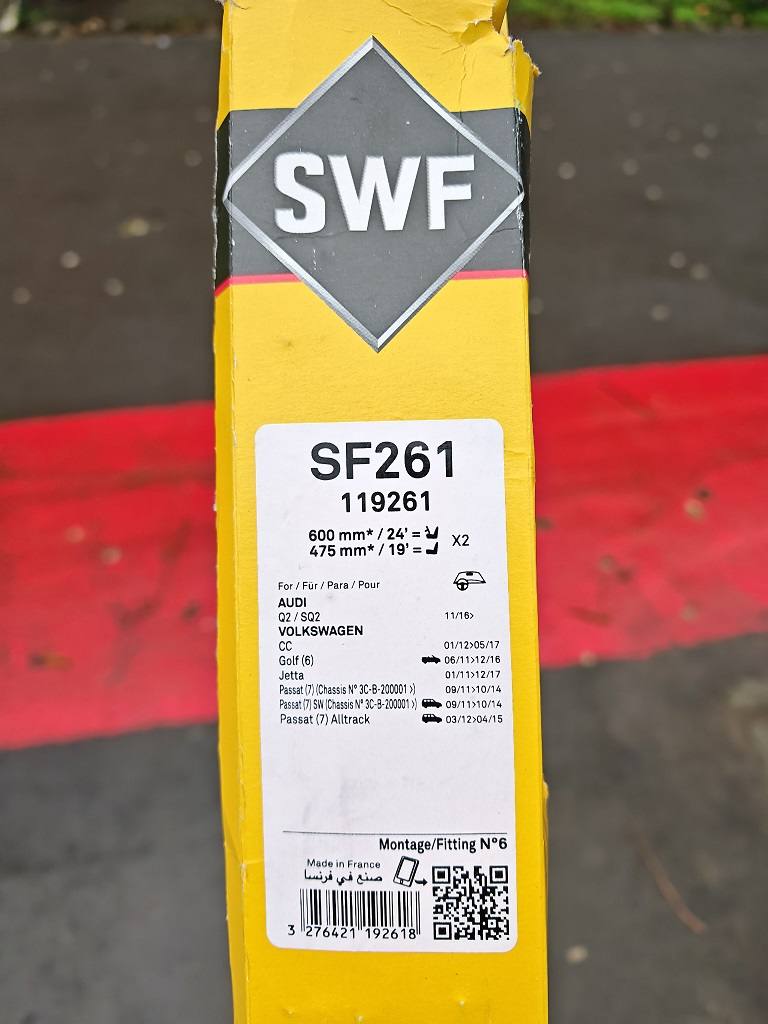 SWF
SF261
119261
600 mm* / 24' =
475 mm* / 19' =
X2
For / Für / Para / Pour
AUDI
Q2 / SQ2 11/16>
VOLKSWAGEN
CC 01/12>05/17
Golf (6) 06/11>12/16
Jetta 01/11>12/17
Passat (7) (Chassis N° 3C-B-200001 >) 09/11>10/14
Passat (7) SW (Chassis N° 3C-B-200001 >) 09/11>10/14
Passat (7) Alltrack 03/12>04/15
Montage/Fitting N°6
Made in France
صنع في فرنسا
3 276421 192618